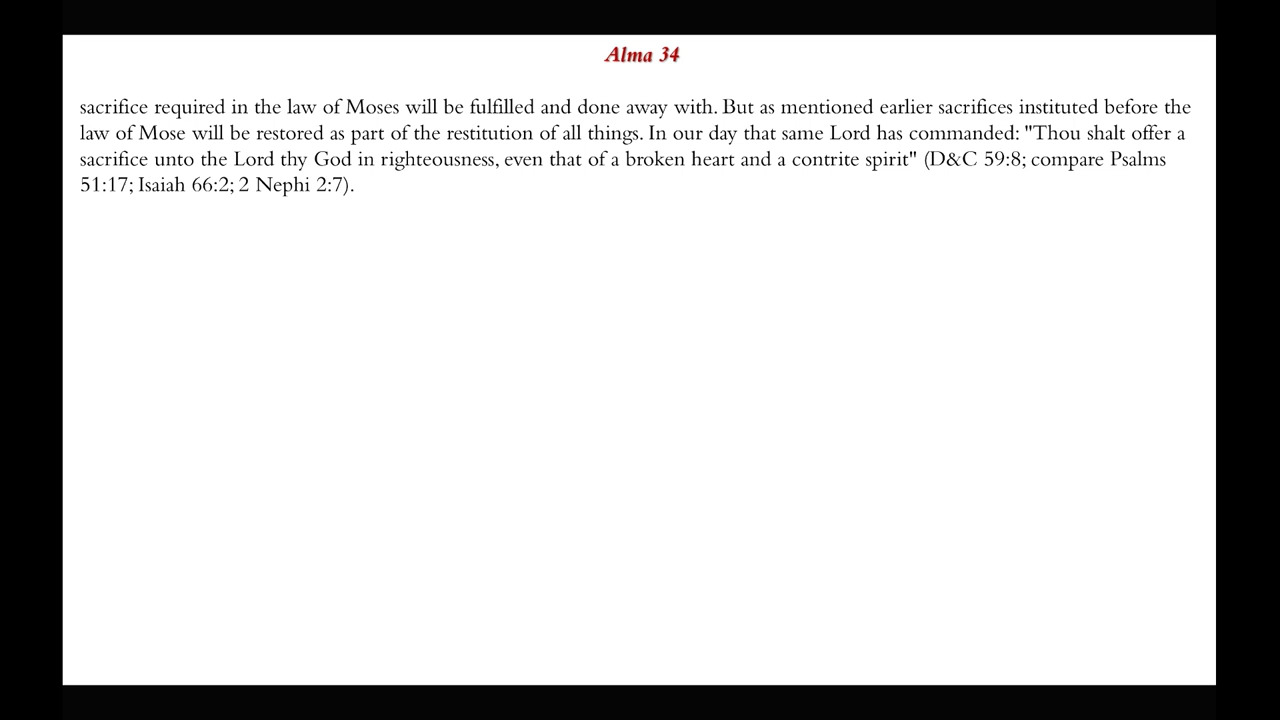 Alma 34
sacrifice required in the law of Moses will be fulfilled and done away with. But as mentioned earlier sacrifices instituted before the
law of Mose will be restored as part of the restitution of all things. In our day that same Lord has commanded: "Thou shalt offer a
sacrifice unto the Lord thy God in righteousness, even that of a broken heart and a contrite spirit" (D&C 59:8; compare Psalms
51:17; Isaiah 66:2; 2 Nephi 2:7).